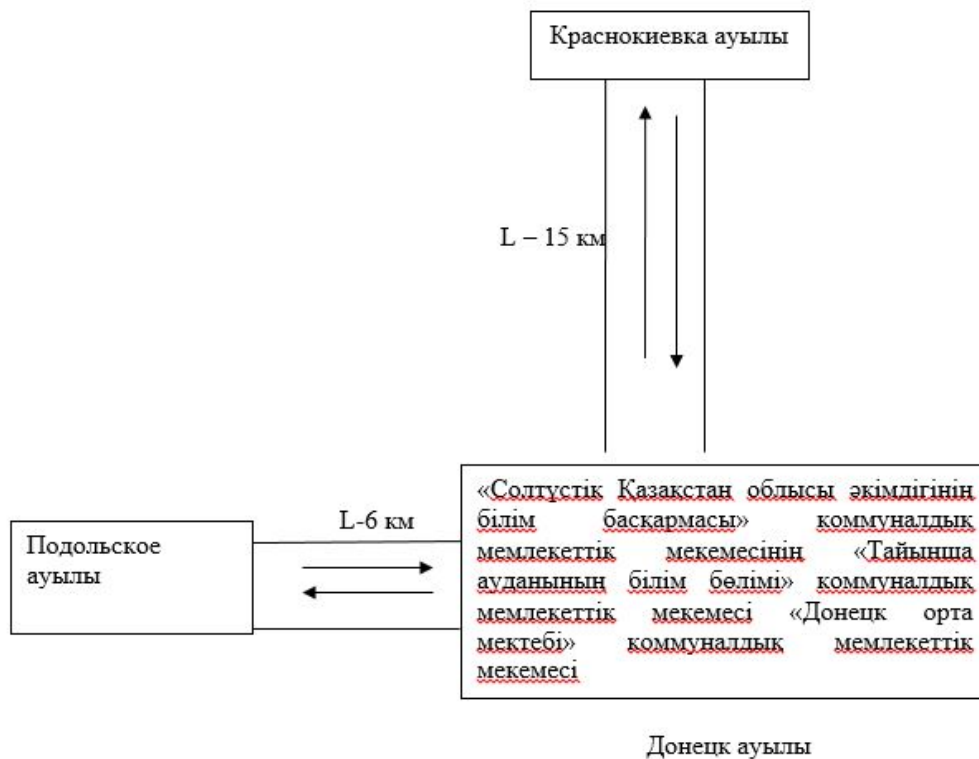 Краснокиевка ауылы
L – 15 км
L-6 км
Подольское
ауылы
«Солтүстік Қазақстан облысы әкімдігінің
білім басқармасы» коммуналдық
мемлекеттік мекемесінің «Тайынша
ауданының білім бөлімі» коммуналдық
мемлекеттік мекемесі «Донецк орта
мектебі» коммуналдық мемлекеттік
мекемесі
Донецк ауылы